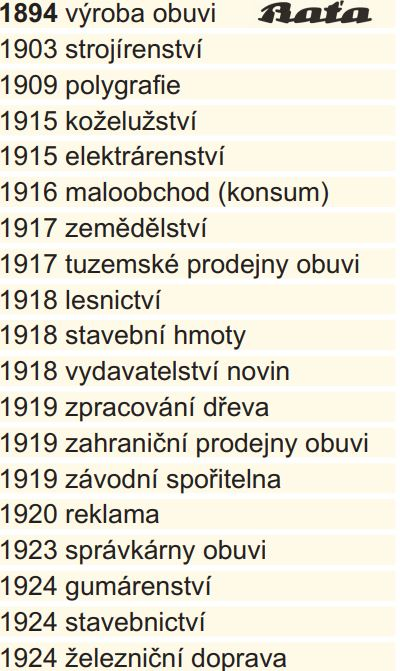 1894 výroba obuvi Baťa
1903 strojírenství
1909 polygrafie
1915 koželužství
1915 elektrárenství
1916 maloobchod (konsum)
1917 zemědělství
1917 tuzemské prodejny obuvi
1918 lesnictví
1918 stavební hmoty
1918 vydavatelství novin
1919 zpracování dřeva
1919 zahraniční prodejny obuvi
1919 závodní spořitelna
1920 reklama
1923 správkárny obuvi
1924 gumárenství
1924 stavebnictví
1924 železniční doprava